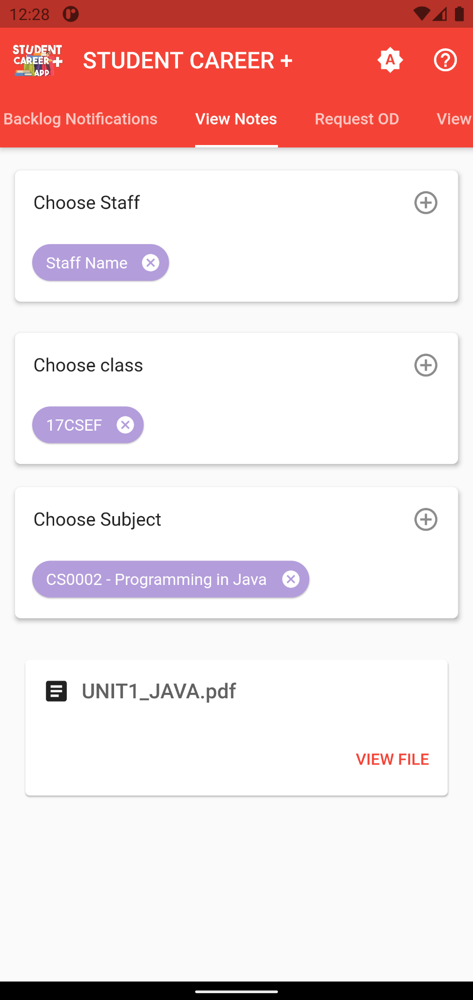 12:28
STUDENT
CAREER +
APP
STUDENT CAREER +
A
Backlog Notifications
View Notes
Request OD
View
Choose Staff
Staff Name
Choose class
17CSEF
Choose Subject
CS0002 - Programming in Java
UNIT1_JAVA.pdf
VIEW FILE